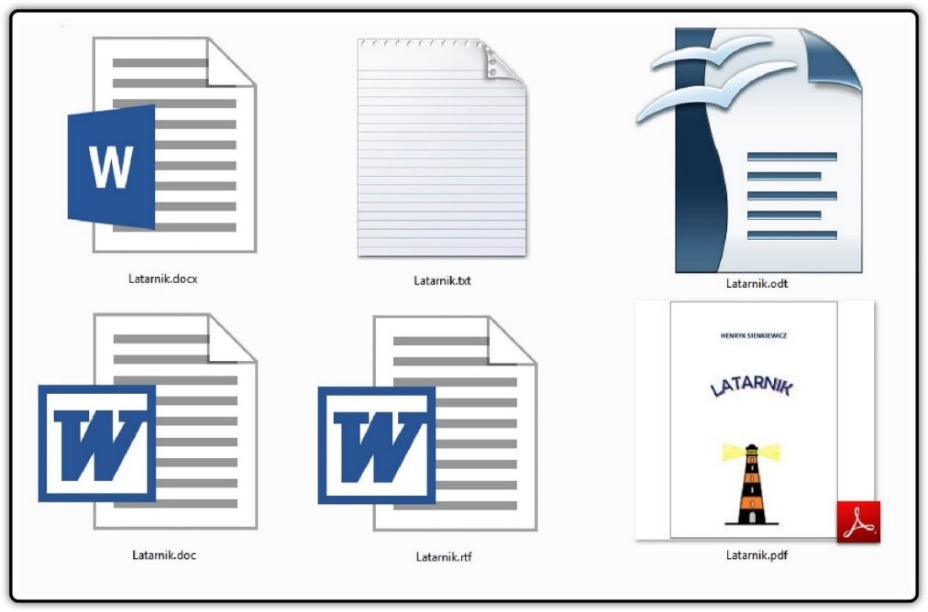 W
Latarnik.docx
Latarnik.txt
Latarnik.odt
W
Latarnik.doc
W
Latarnik.rtf
HENRYK SIENKIEWICZ
LATARNIK
Latarnik.pdf